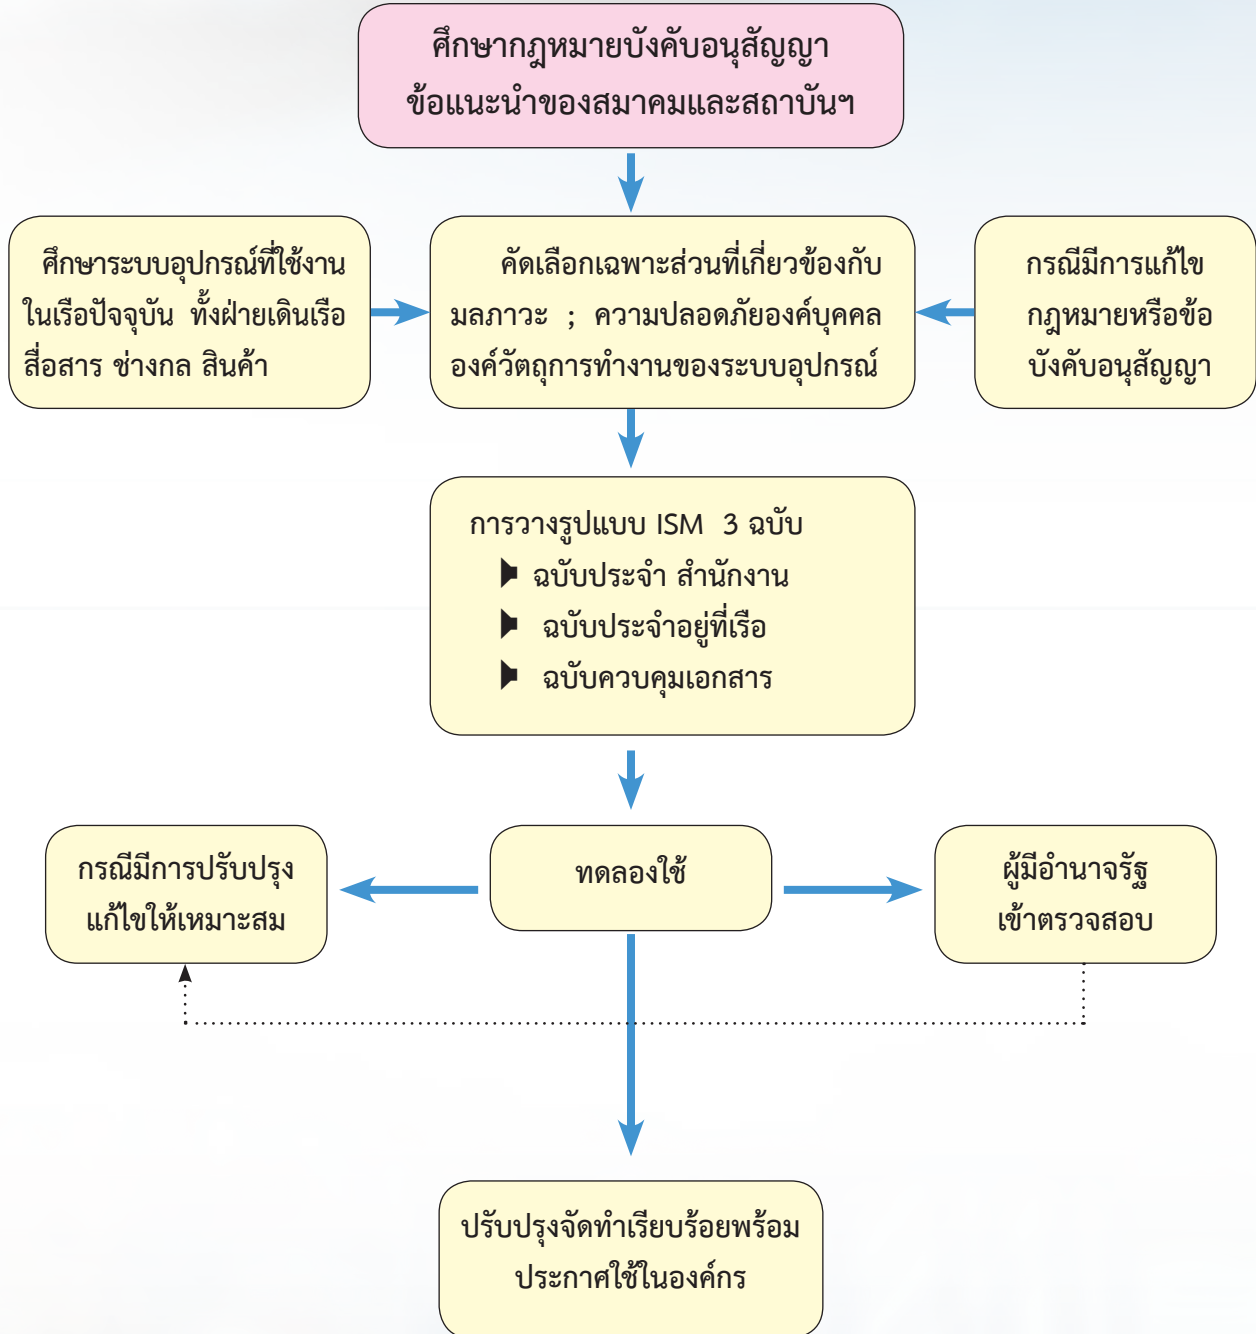 ศึกษากฎหมายบังคับอนุสัญญา
ข้อแนะนำของสมาคมและสถาบันฯ
ศึกษาระบบอุปกรณ์ที่ใช้งาน
ในเรือปัจจุบัน ทั้งฝ่ายเดินเรือ
สื่อสาร ช่างกล สินค้า
คัดเลือกเฉพาะส่วนที่เกี่ยวข้องกับ
มลภาวะ ; ความปลอดภัยองค์บุคคล
องค์วัตถุการทำงานของระบบอุปกรณ์
กรณีมีการแก้ไข
กฎหมายหรือข้อ
บังคับอนุสัญญา
การวางรูปแบบ ISM 3 ฉบับ
ฉบับประจำ สำนักงาน
ฉบับประจำอยู่ที่เรือ
ฉบับควบคุมเอกสาร
กรณีมีการปรับปรุง
แก้ไขให้เหมาะสม
ทดลองใช้
ผู้มีอำนาจรัฐ
เข้าตรวจสอบ
ปรับปรุงจัดทำเรียบร้อยพร้อม
ประกาศใช้ในองค์กร